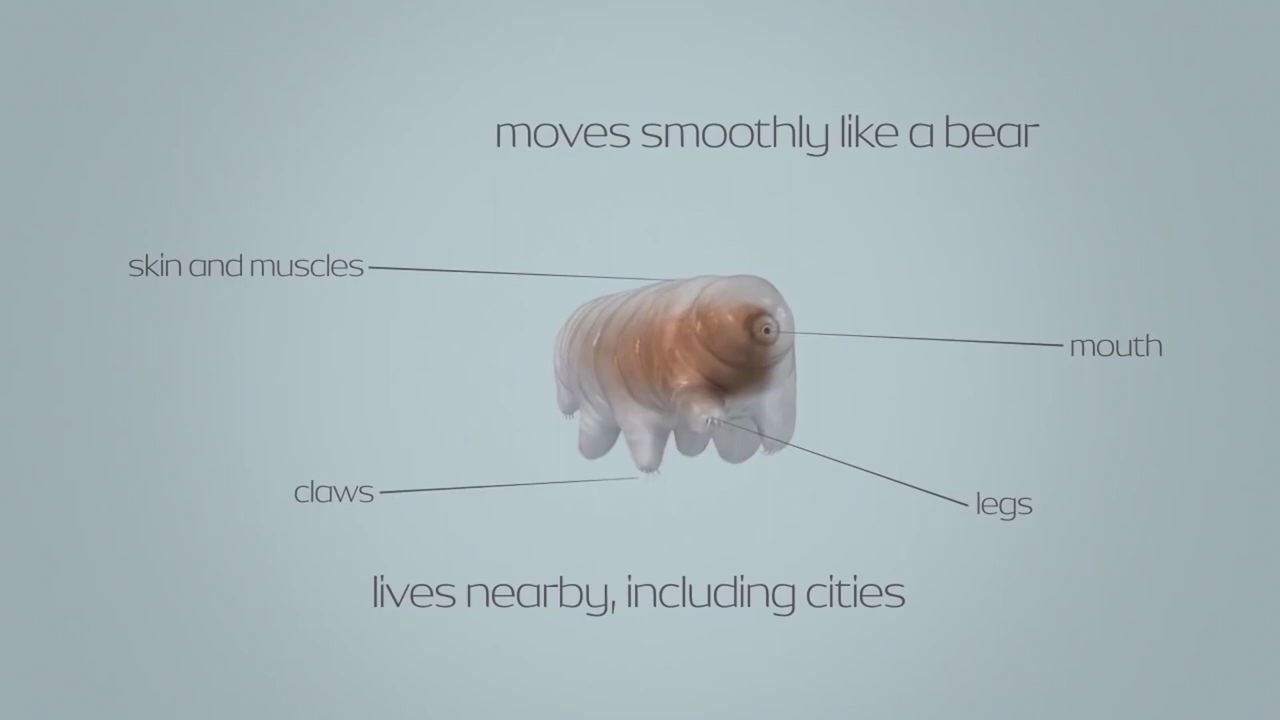 moves smoothly like a bear
skin and muscles
mouth
claws
legs
lives nearby, including cities